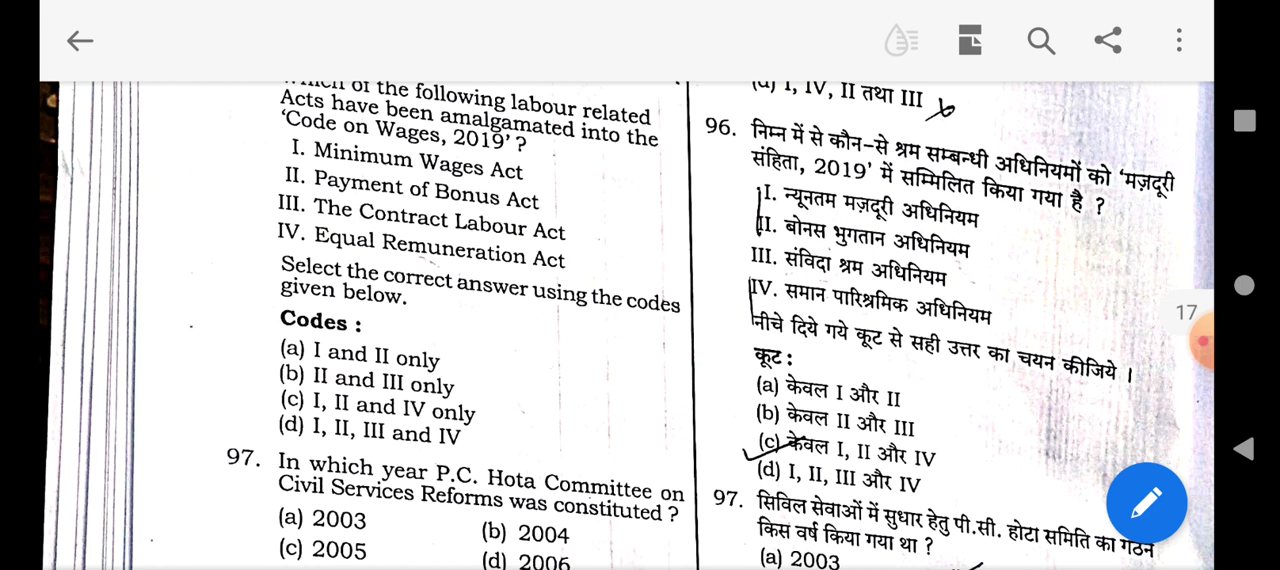 of the following labour related
Acts have been amalgamated into the
‘Code on Wages, 2019’ ?
I. Minimum Wages Act
II. Payment of Bonus Act
III. The Contract Labour Act
IV. Equal Remuneration Act
Select the correct answer using the codes
given below.
Codes :
(a) I and II only
(b) II and III only
(c) I, II and IV only
(d) I, II, III and IV
97. In which year P.C. Hota Committee on
Civil Services Reforms was constituted ?
(a) 2003
(b) 2004
(c) 2005
(d) 2006
(d) I, IV, II तथा III
96. निम्न में से कौन-से श्रम सम्बन्धी अधिनियमों को ‘मज़दूरी
संहिता, 2019’ में सम्मिलित किया गया है ?
I. न्यूनतम मज़दूरी अधिनियम
II. बोनस भुगतान अधिनियम
III. संविदा श्रम अधिनियम
IV. समान पारिश्रमिक अधिनियम
नीचे दिये गये कूट से सही उत्तर का चयन कीजिये ।
कूट :
(a) केवल I और II
(b) केवल II और III
(c) केवल I, II और IV
(d) I, II, III और IV
97. सिविल सेवाओं में सुधार हेतु पी.सी. होटा समिति का गठन
किस वर्ष किया गया था ?
(a) 2003
17